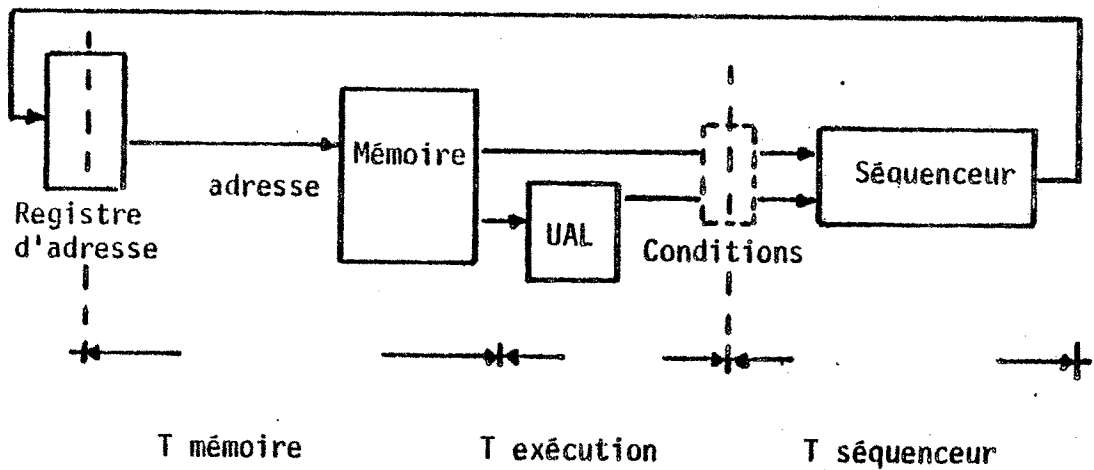 Mémoire
Séquenceur
adresse
Registre
d'adresse
UAL
Conditions
T mémoire
T exécution
T séquenceur